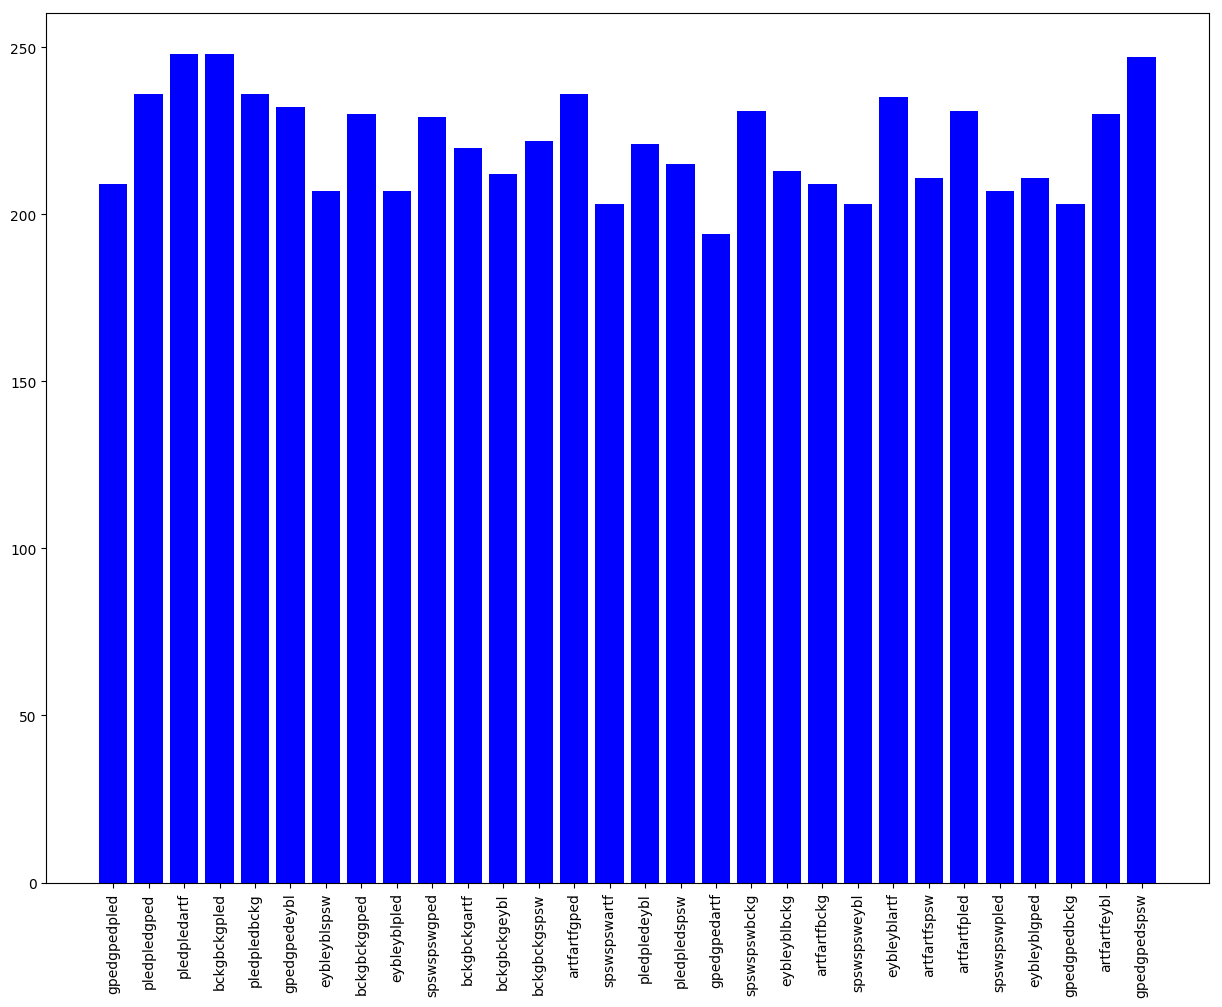 250
200
150
100
50
0
gpedgpedpled
pledpledgped
pledpledartf
bckgbckgpled
pledpledbckg
gpedgpedeybl
eybleyblspsw
bckgbckggped
eybleyblpled
spswspswgped
bckgbckgartf
bckgbckgeybl
bckgbckgspsw
artfartfgped
spswspswartf
pledpledeybl
pledpledspsw
gpedgpedartf
spswspswbckg
eybleyblbckg
artfartfbckg
spswspsweybl
eybleyblartf
artfartfspsw
artfartfpled
spswspswpled
eybleyblgped
gpedgpedbckg
artfartfeybl
gpedgpedspsw